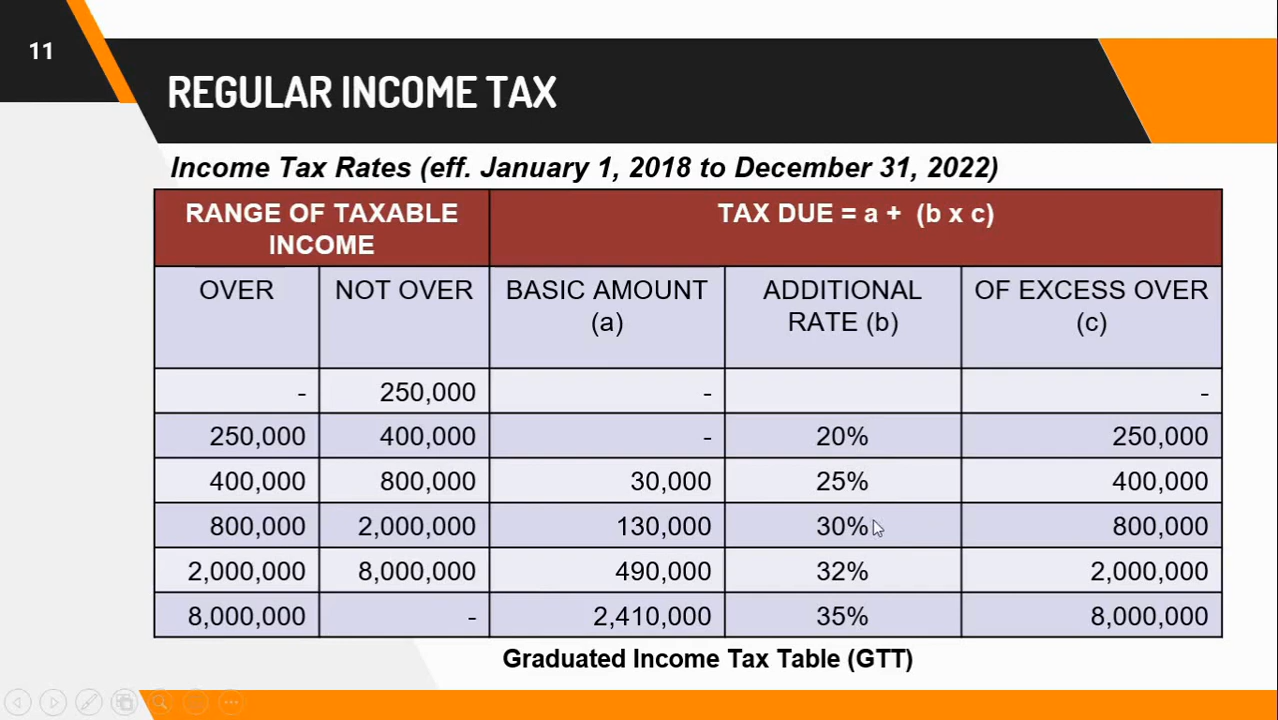 11
REGULAR INCOME TAX
Income Tax Rates (eff. January 1, 2018 to December 31, 2022)
RANGE OF TAXABLE INCOME TAX DUE = a + (b x c)
OVER NOT OVER BASIC AMOUNT (a) ADDITIONAL RATE (b) OF EXCESS OVER (c)
- 250,000 - -
250,000 400,000 - 20% 250,000
400,000 800,000 30,000 25% 400,000
800,000 2,000,000 130,000 30% 800,000
2,000,000 8,000,000 490,000 32% 2,000,000
8,000,000 - 2,410,000 35% 8,000,000
Graduated Income Tax Table (GTT)